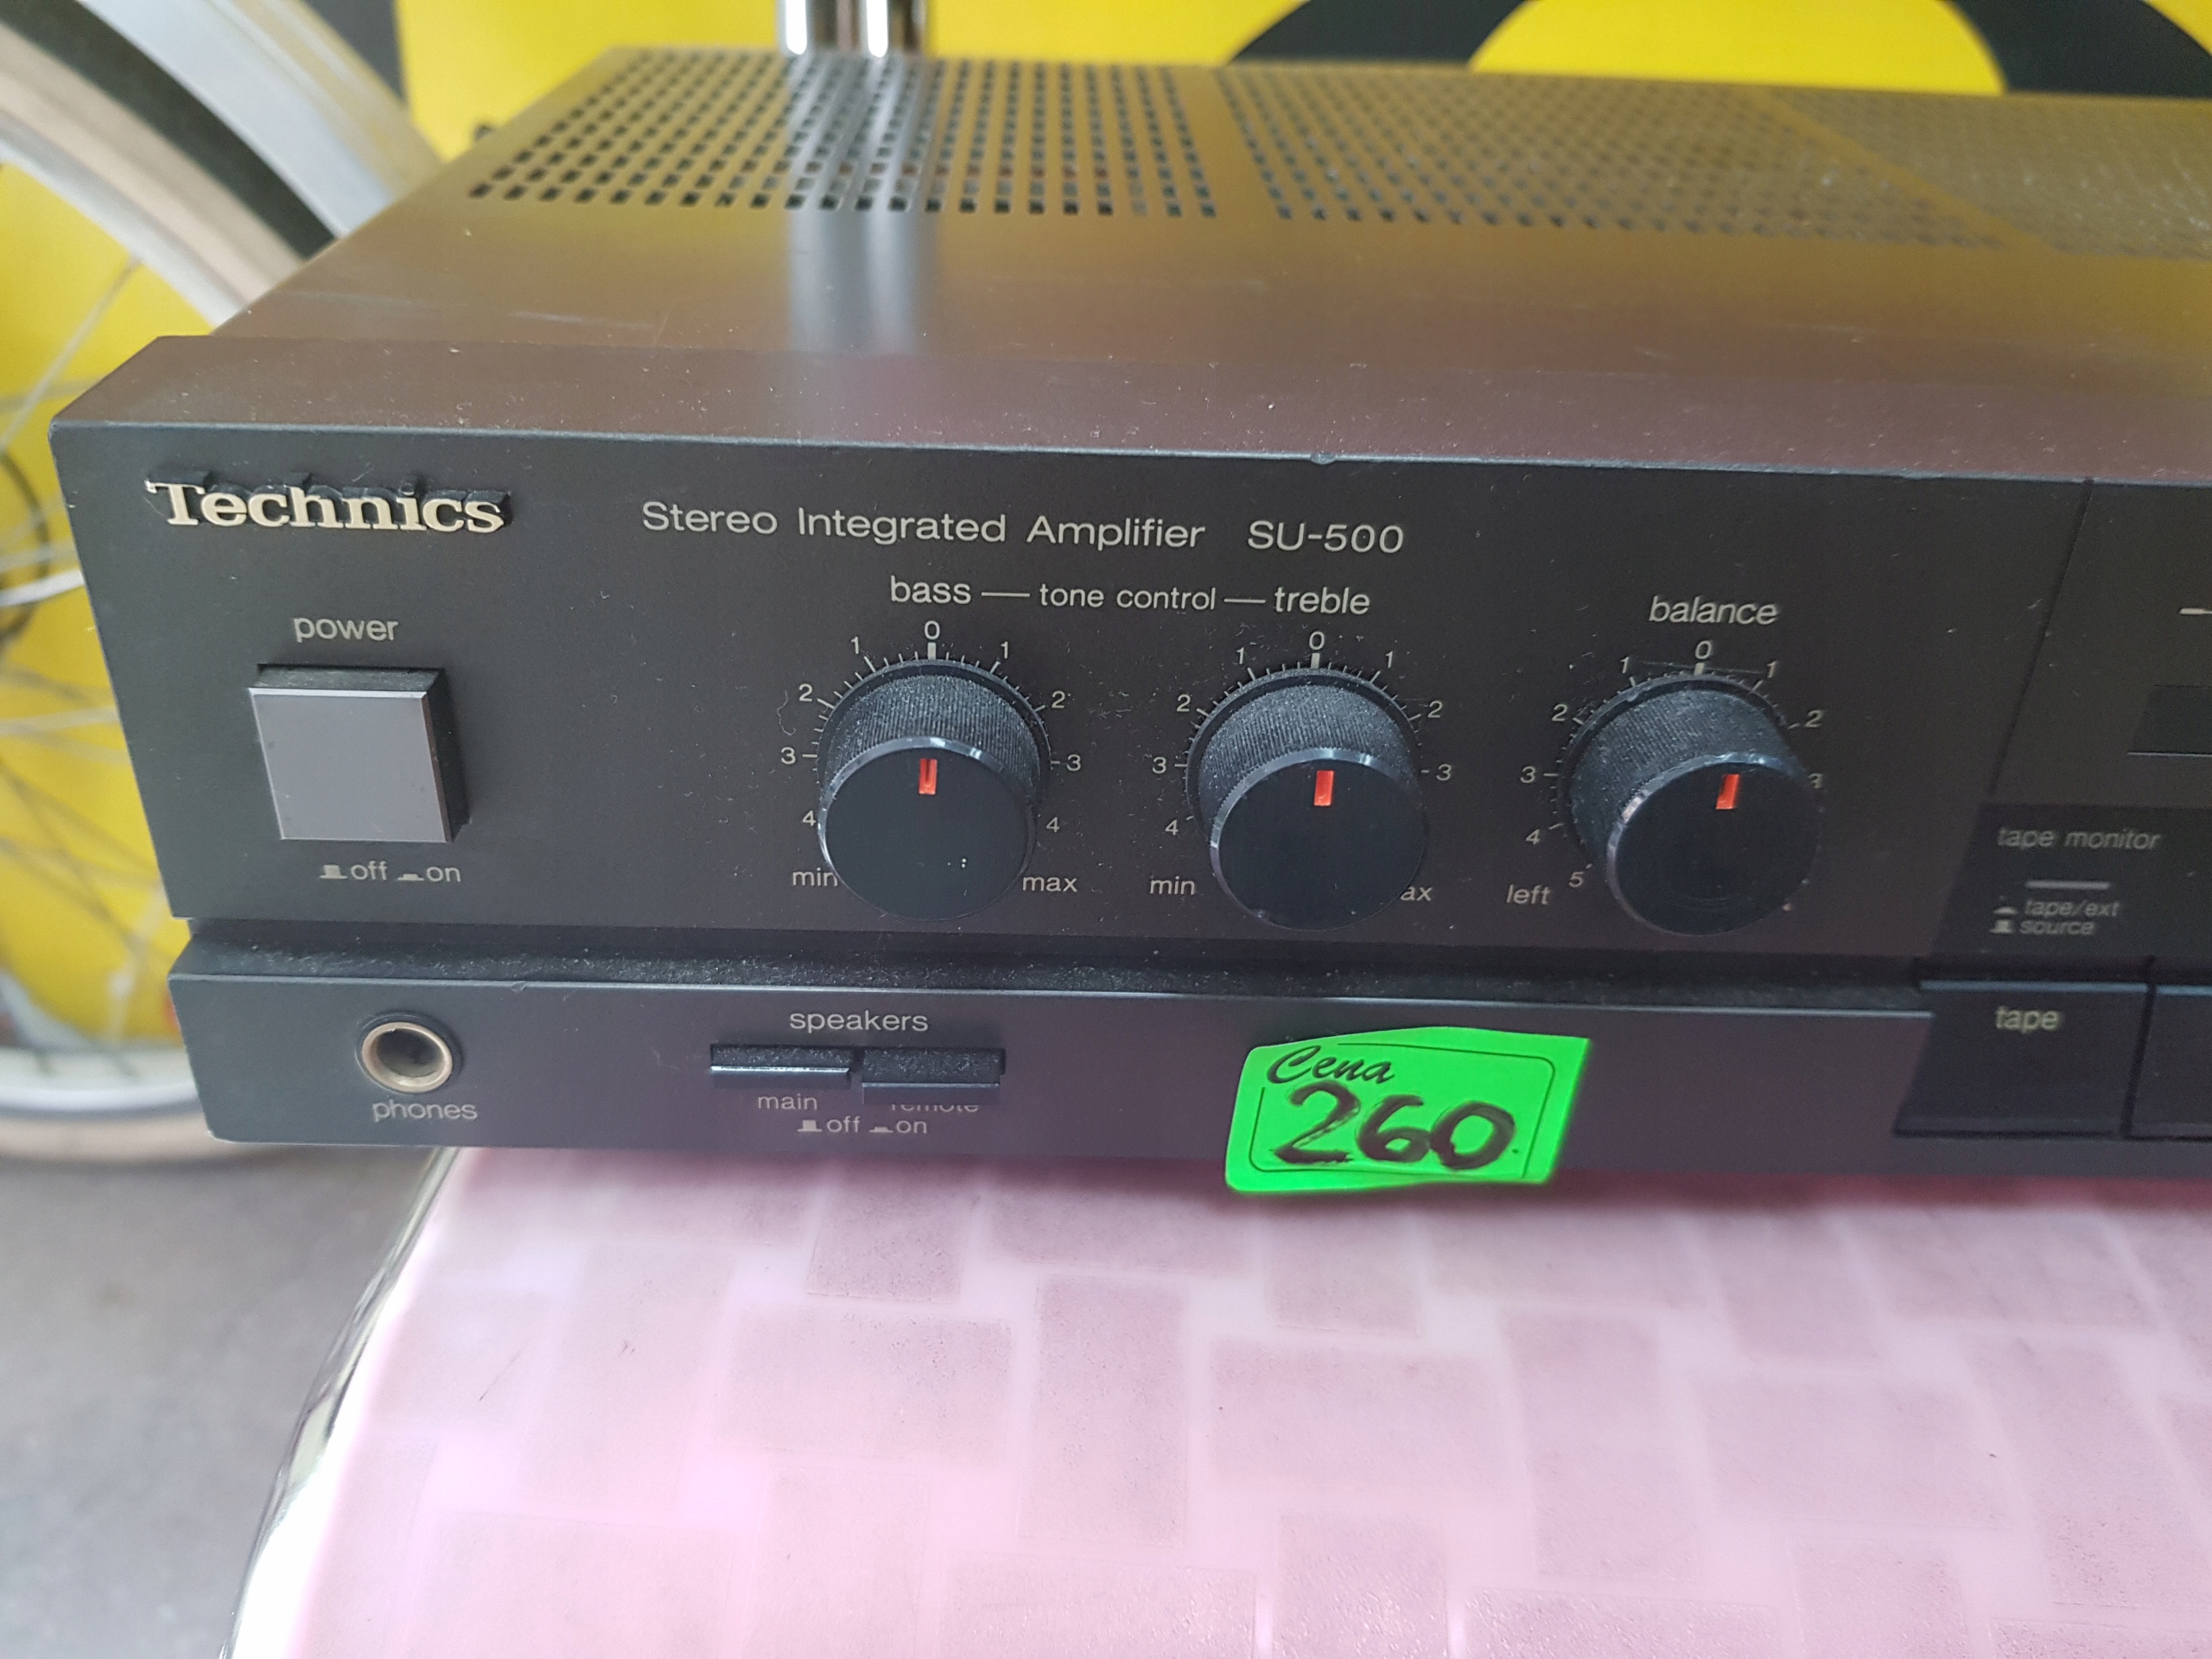 Technics
Stereo Integrated Amplifier SU-500
bass — tone control — treble
balance
power
off on
0
1 1
2 2
3 3
4 4
min max
0
1 1
2 2
3 3
4
min
0
1 1
2 2
3 3
4
5
left
tape monitor
tape/ext
source
tape
phones
speakers
main remote
off on
Cena
260